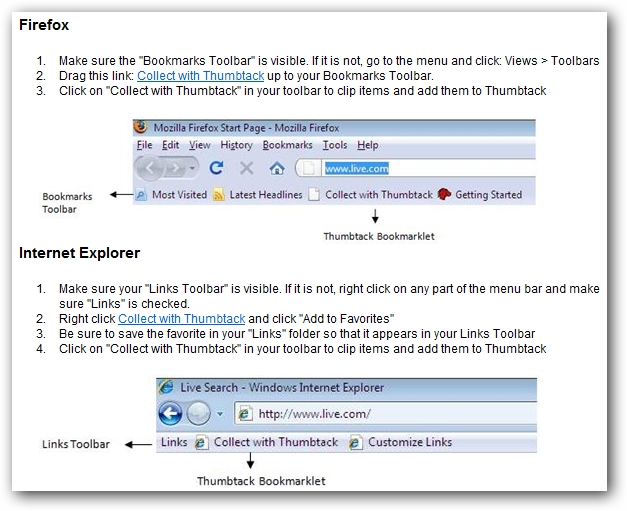 Firefox
1. Make sure the "Bookmarks Toolbar" is visible. If it is not, go to the menu and click: Views > Toolbars
2. Drag this link: Collect with Thumbtack up to your Bookmarks Toolbar.
3. Click on "Collect with Thumbtack" in your toolbar to clip items and add them to Thumbtack
Mozilla Firefox Start Page - Mozilla Firefox
File Edit View History Bookmarks Tools Help
www.live.com
Bookmarks
Toolbar
Most Visited Latest Headlines Collect with Thumbtack Getting Started
Thumbtack Bookmarklet
Internet Explorer
1. Make sure your "Links Toolbar" is visible. If it is not, right click on any part of the menu bar and make
sure "Links" is checked.
2. Right click Collect with Thumbtack and click "Add to Favorites"
3. Be sure to save the favorite in your "Links" folder so that it appears in your Links Toolbar
4. Click on "Collect with Thumbtack" in your toolbar to clip items and add them to Thumbtack
Live Search - Windows Internet Explorer
http://www.live.com/
Links Toolbar
Links Collect with Thumbtack Customize Links
Thumbtack Bookmarklet